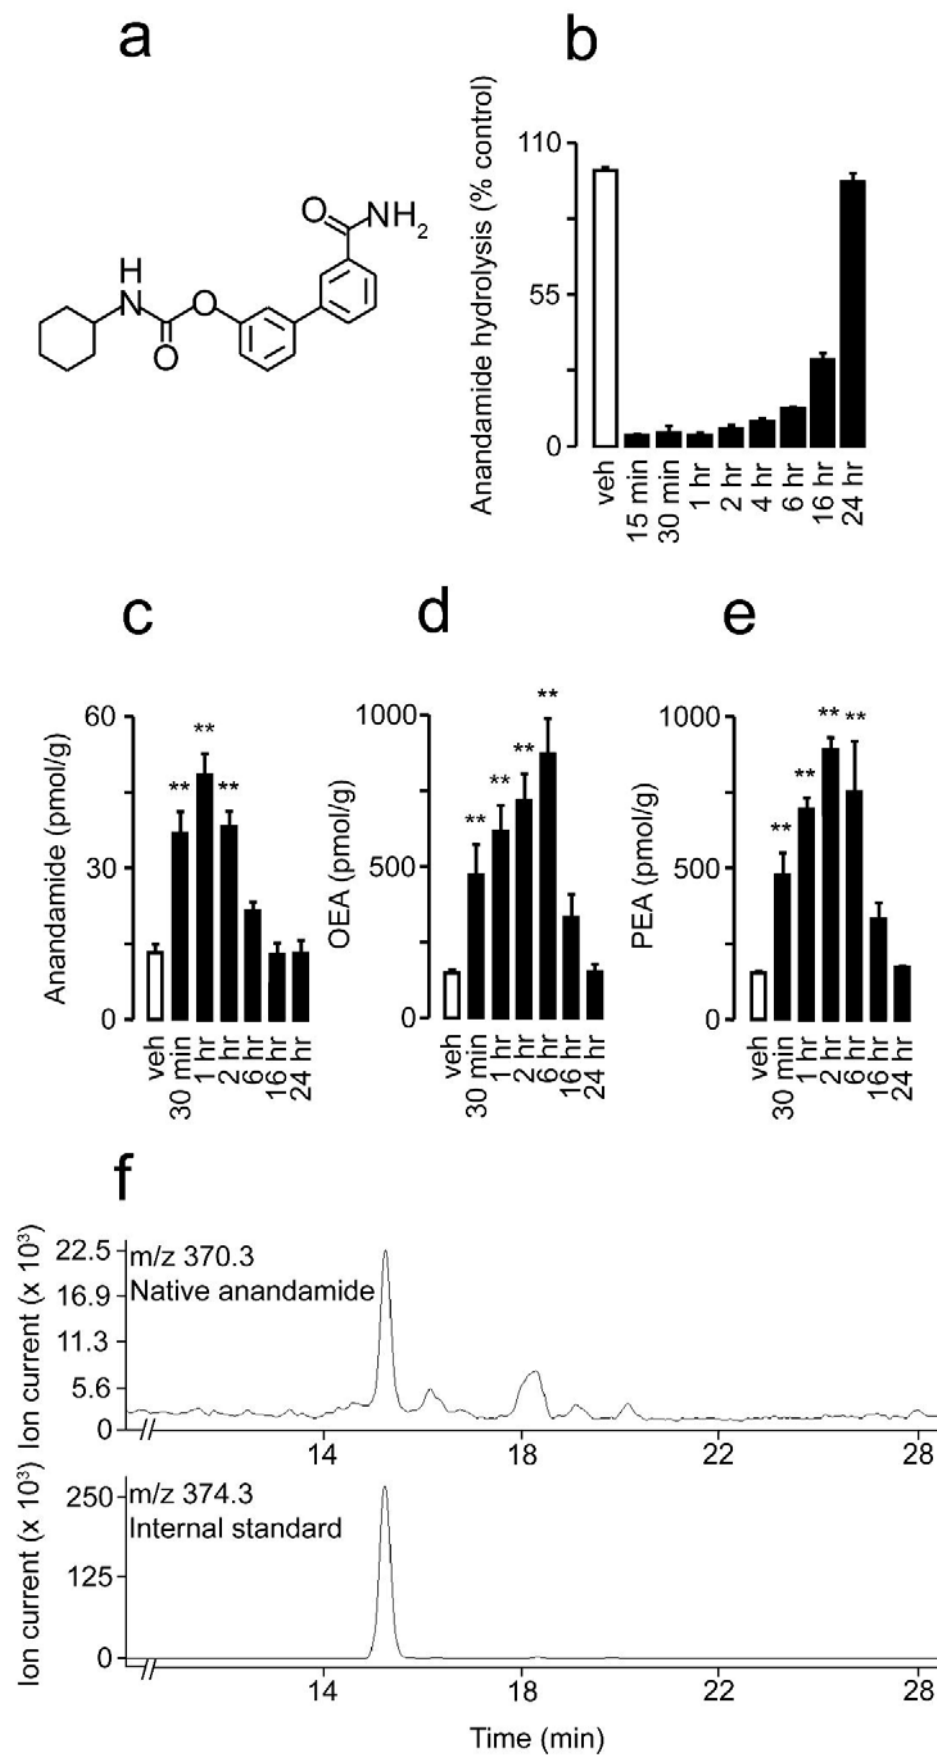 a
O
NH2
H
N
O
O
b
Anandamide hydrolysis (% control)
110
55
0
veh
15 min
30 min
1 hr
2 hr
4 hr
6 hr
16 hr
24 hr
c
Anandamide (pmol/g)
60
30
0
**
**
**
veh
30 min
1 hr
2 hr
6 hr
16 hr
24 hr
d
OEA (pmol/g)
1000
500
0
**
**
**
**
veh
30 min
1 hr
2 hr
6 hr
16 hr
24 hr
e
PEA (pmol/g)
1000
500
0
**
**
**
**
veh
30 min
1 hr
2 hr
6 hr
16 hr
24 hr
f
Ion current (x 10³)
22.5
16.9
11.3
5.6
0
m/z 370.3
Native anandamide
14
18
22
28
Ion current (x 10³)
250
125
0
m/z 374.3
Internal standard
14
18
22
28
Time (min)